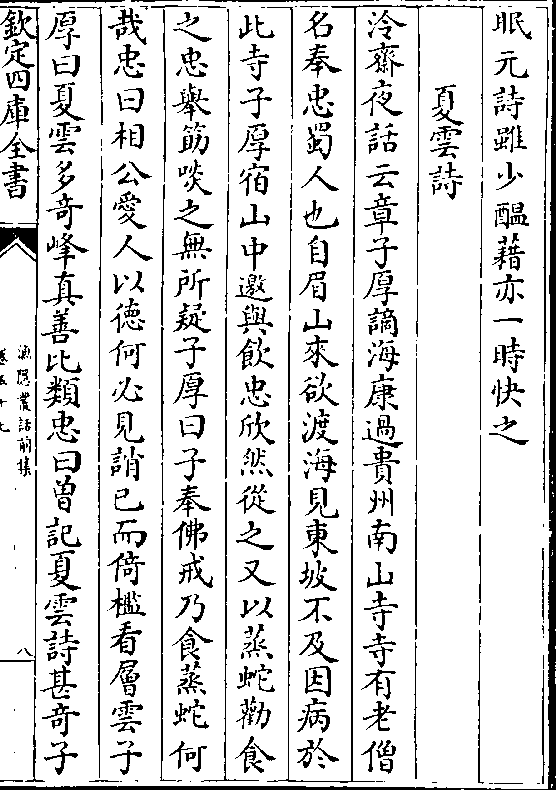 眠元詩雖少醖藉亦一時快之
夏雲詩
冷齋夜話云章子厚謫海康過貴州南山寺寺有老僧
名奉忠蜀人也自眉山來欲渡海見東坡不及因病於
此寺子厚宿山中邀與飲忠欣然從之又以蒸蛇勸食
之忠舉筯啖之無所疑子厚曰子奉佛戒乃食蒸蛇何
哉忠曰相公愛人以德何必見誚已而倚檻看層雲子
厚曰夏雲多奇峰真善比類忠曰曽記夏雲詩甚奇子
欽定四庫全書
漁隱叢話前集
卷五十七
八